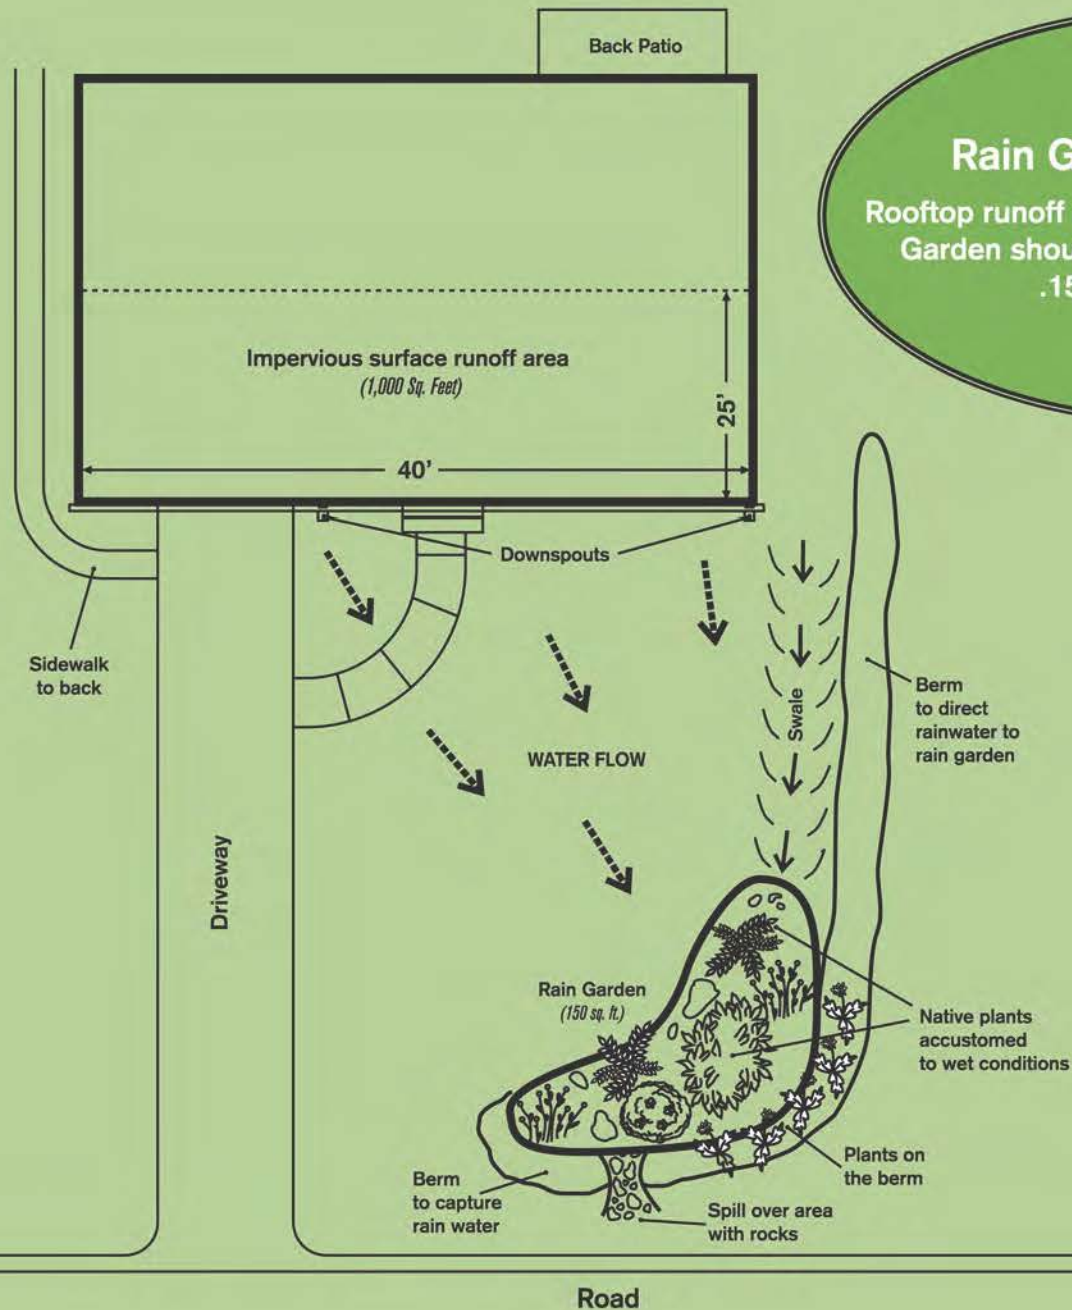 Back Patio
Rain G
Rooftop runoff
Garden shou
.15
Impervious surface runoff area
(1,000 Sq. Feet)
25'
40'
Downspouts
Sidewalk
to back
Swale
Berm
to direct
rainwater to
rain garden
WATER FLOW
Driveway
Rain Garden
(150 sq. ft.)
Native plants
accustomed
to wet conditions
Plants on
the berm
Berm
to capture
rain water
Spill over area
with rocks
Road